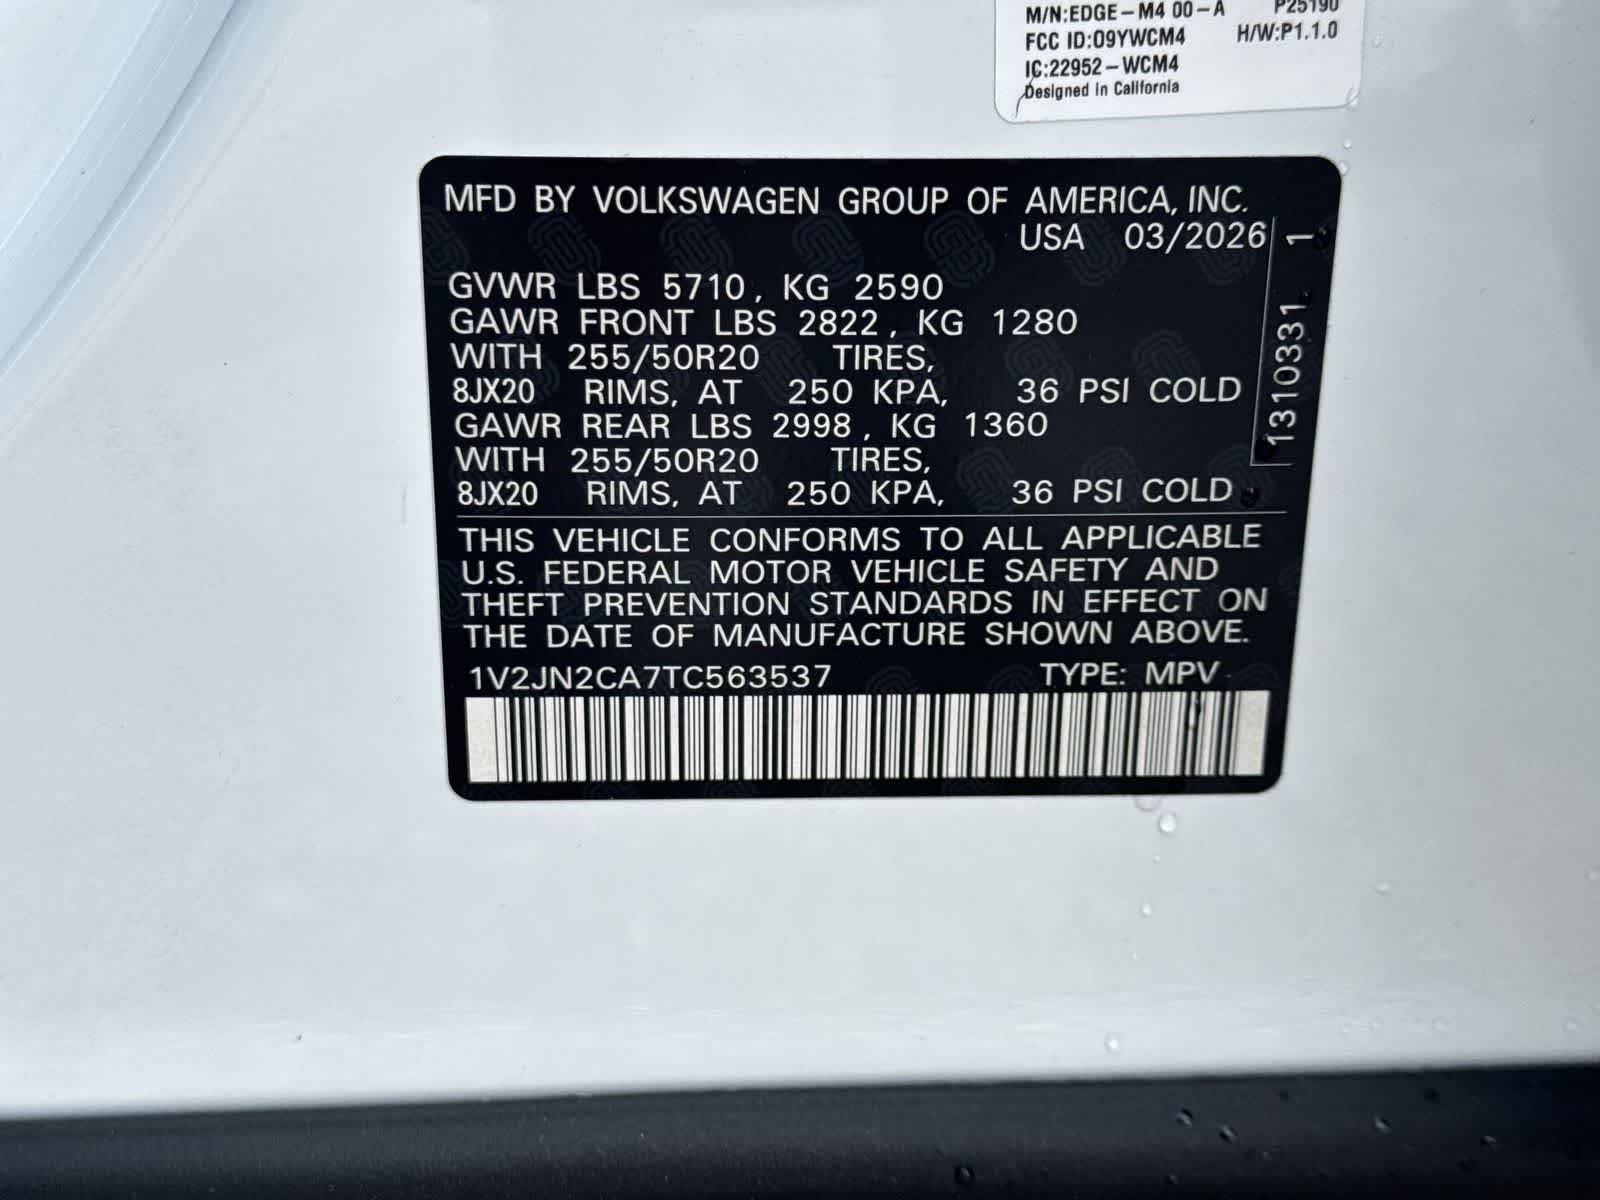 M/N:EDGE-M4 00-A P25190
FCC ID:O9YWCM4 H/W:P1.1.0
IC:22952-WCM4
Designed in California
MFD BY VOLKSWAGEN GROUP OF AMERICA, INC.
USA 03/2026
GVWR LBS 5710, KG 2590
GAWR FRONT LBS 2822, KG 1280
WITH 255/50R20 TIRES,
8JX20 RIMS, AT 250 KPA, 36 PSI COLD
GAWR REAR LBS 2998, KG 1360
WITH 255/50R20 TIRES,
8JX20 RIMS, AT 250 KPA, 36 PSI COLD
1310331 1
THIS VEHICLE CONFORMS TO ALL APPLICABLE
U.S. FEDERAL MOTOR VEHICLE SAFETY AND
THEFT PREVENTION STANDARDS IN EFFECT ON
THE DATE OF MANUFACTURE SHOWN ABOVE.
1V2JN2CA7TC563537 TYPE: MPV